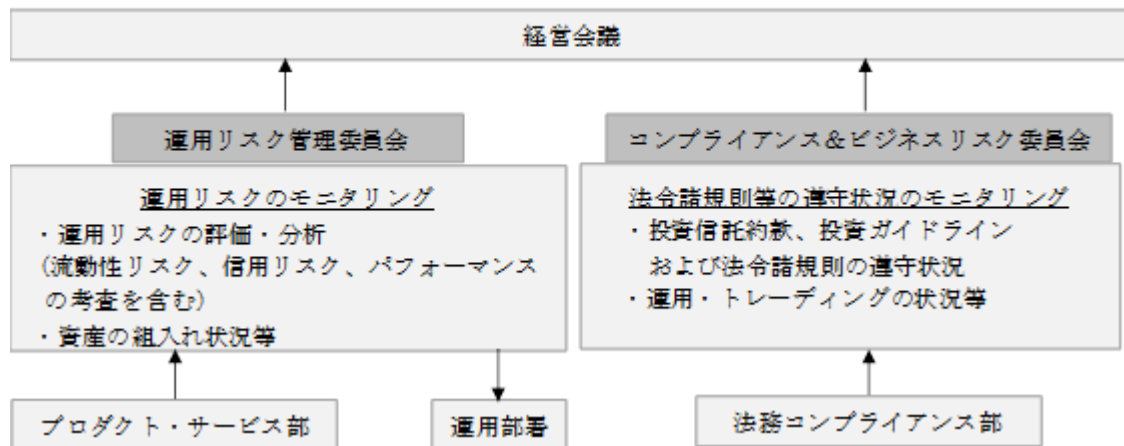 経営会議
運用リスク管理委員会
運用リスクのモニタリング
・運用リスクの評価・分析
(流動性リスク、信用リスク、パフォーマンス
の考査を含む)
・資産の組入れ状況等
プロダクト・サービス部
運用部署
コンプライアンス＆ビジネスリスク委員会
法令諸規則等の遵守状況のモニタリング
・投資信託約款、投資ガイドライン
および法令諸規則の遵守状況
・運用・トレーディングの状況等
法務コンプライアンス部